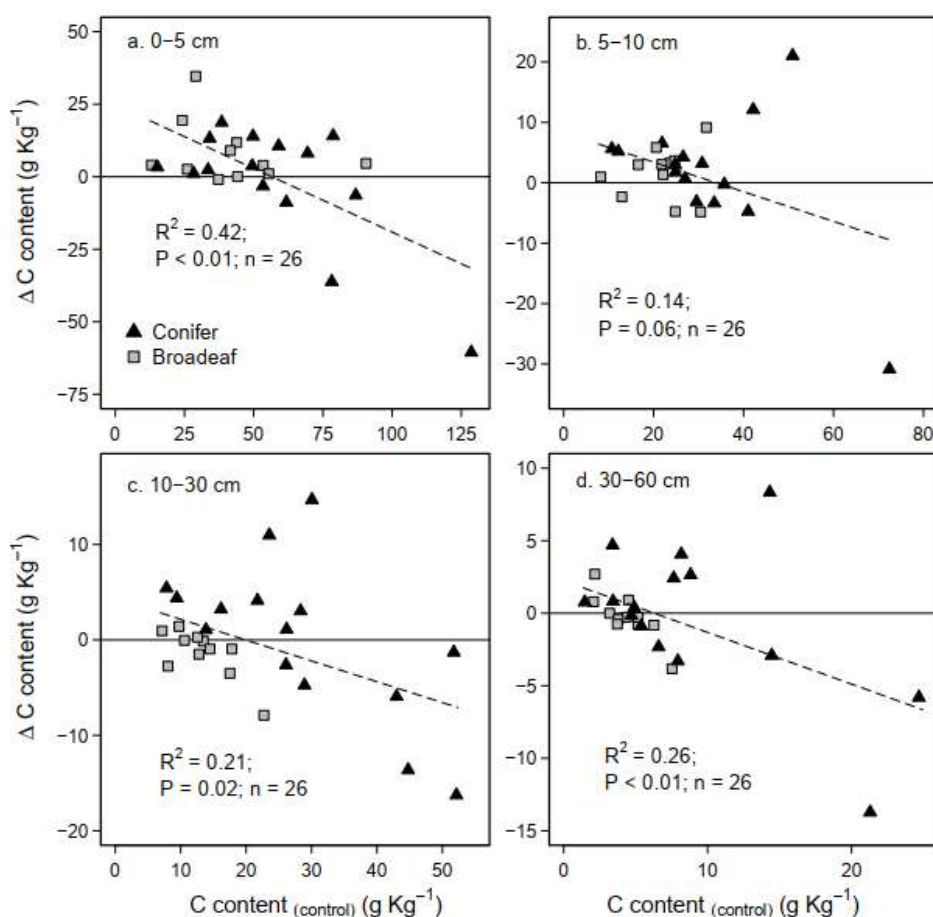 a. 0−5 cm
50
25
0
−25
−50
−75
Δ C content (g Kg⁻¹)
R² = 0.42;
P < 0.01; n = 26
Conifer
Broadeaf
0 25 50 75 100 125
b. 5−10 cm
20
10
0
−10
−20
−30
R² = 0.14;
P = 0.06; n = 26
0 20 40 60 80
c. 10−30 cm
10
0
−10
−20
Δ C content (g Kg⁻¹)
R² = 0.21;
P = 0.02; n = 26
0 10 20 30 40 50
C content (control) (g Kg⁻¹)
d. 30−60 cm
10
5
0
−5
−10
−15
R² = 0.26;
P < 0.01; n = 26
0 10 20
C content (control) (g Kg⁻¹)